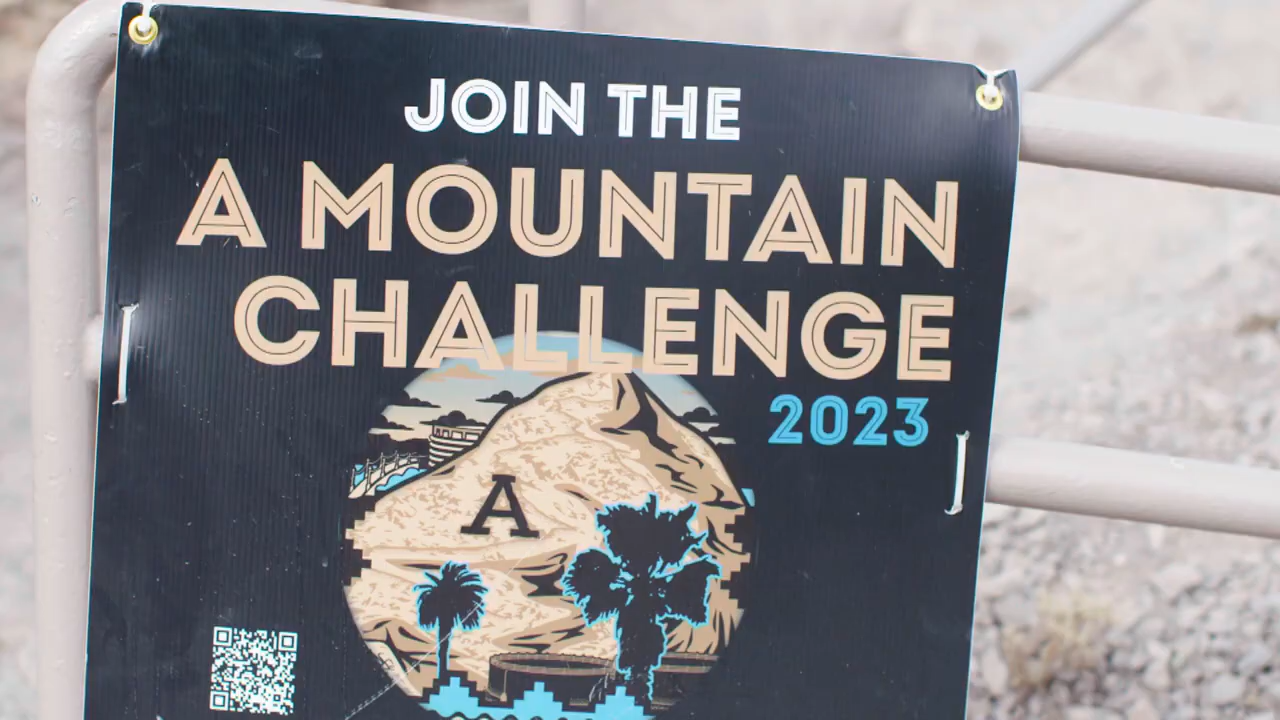 JOIN THE
A MOUNTAIN
CHALLENGE
2023
A